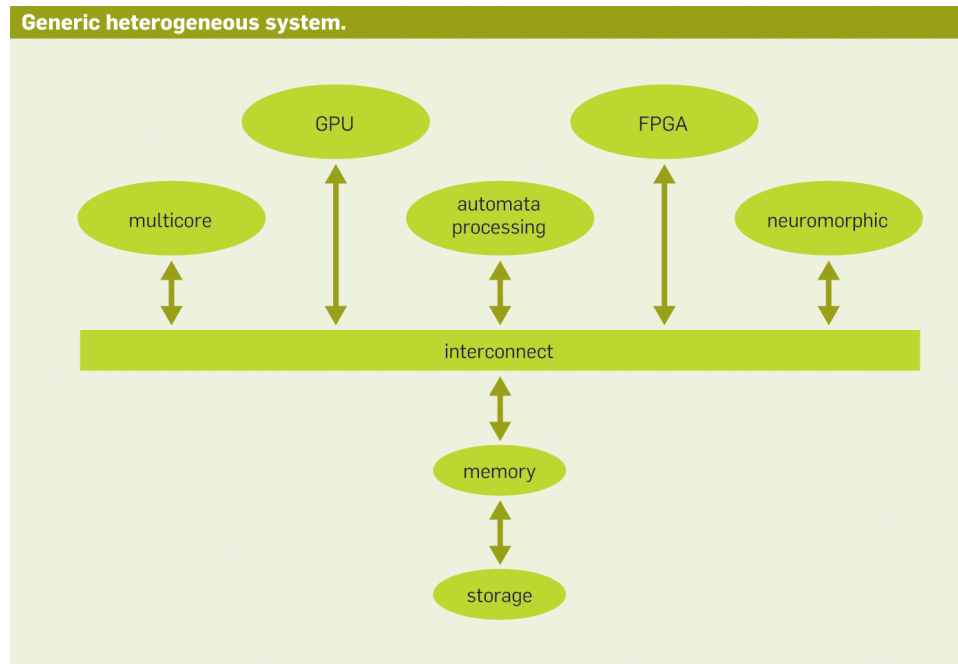 Generic heterogeneous system.
GPU
FPGA
multicore
automata
processing
neuromorphic
interconnect
memory
storage